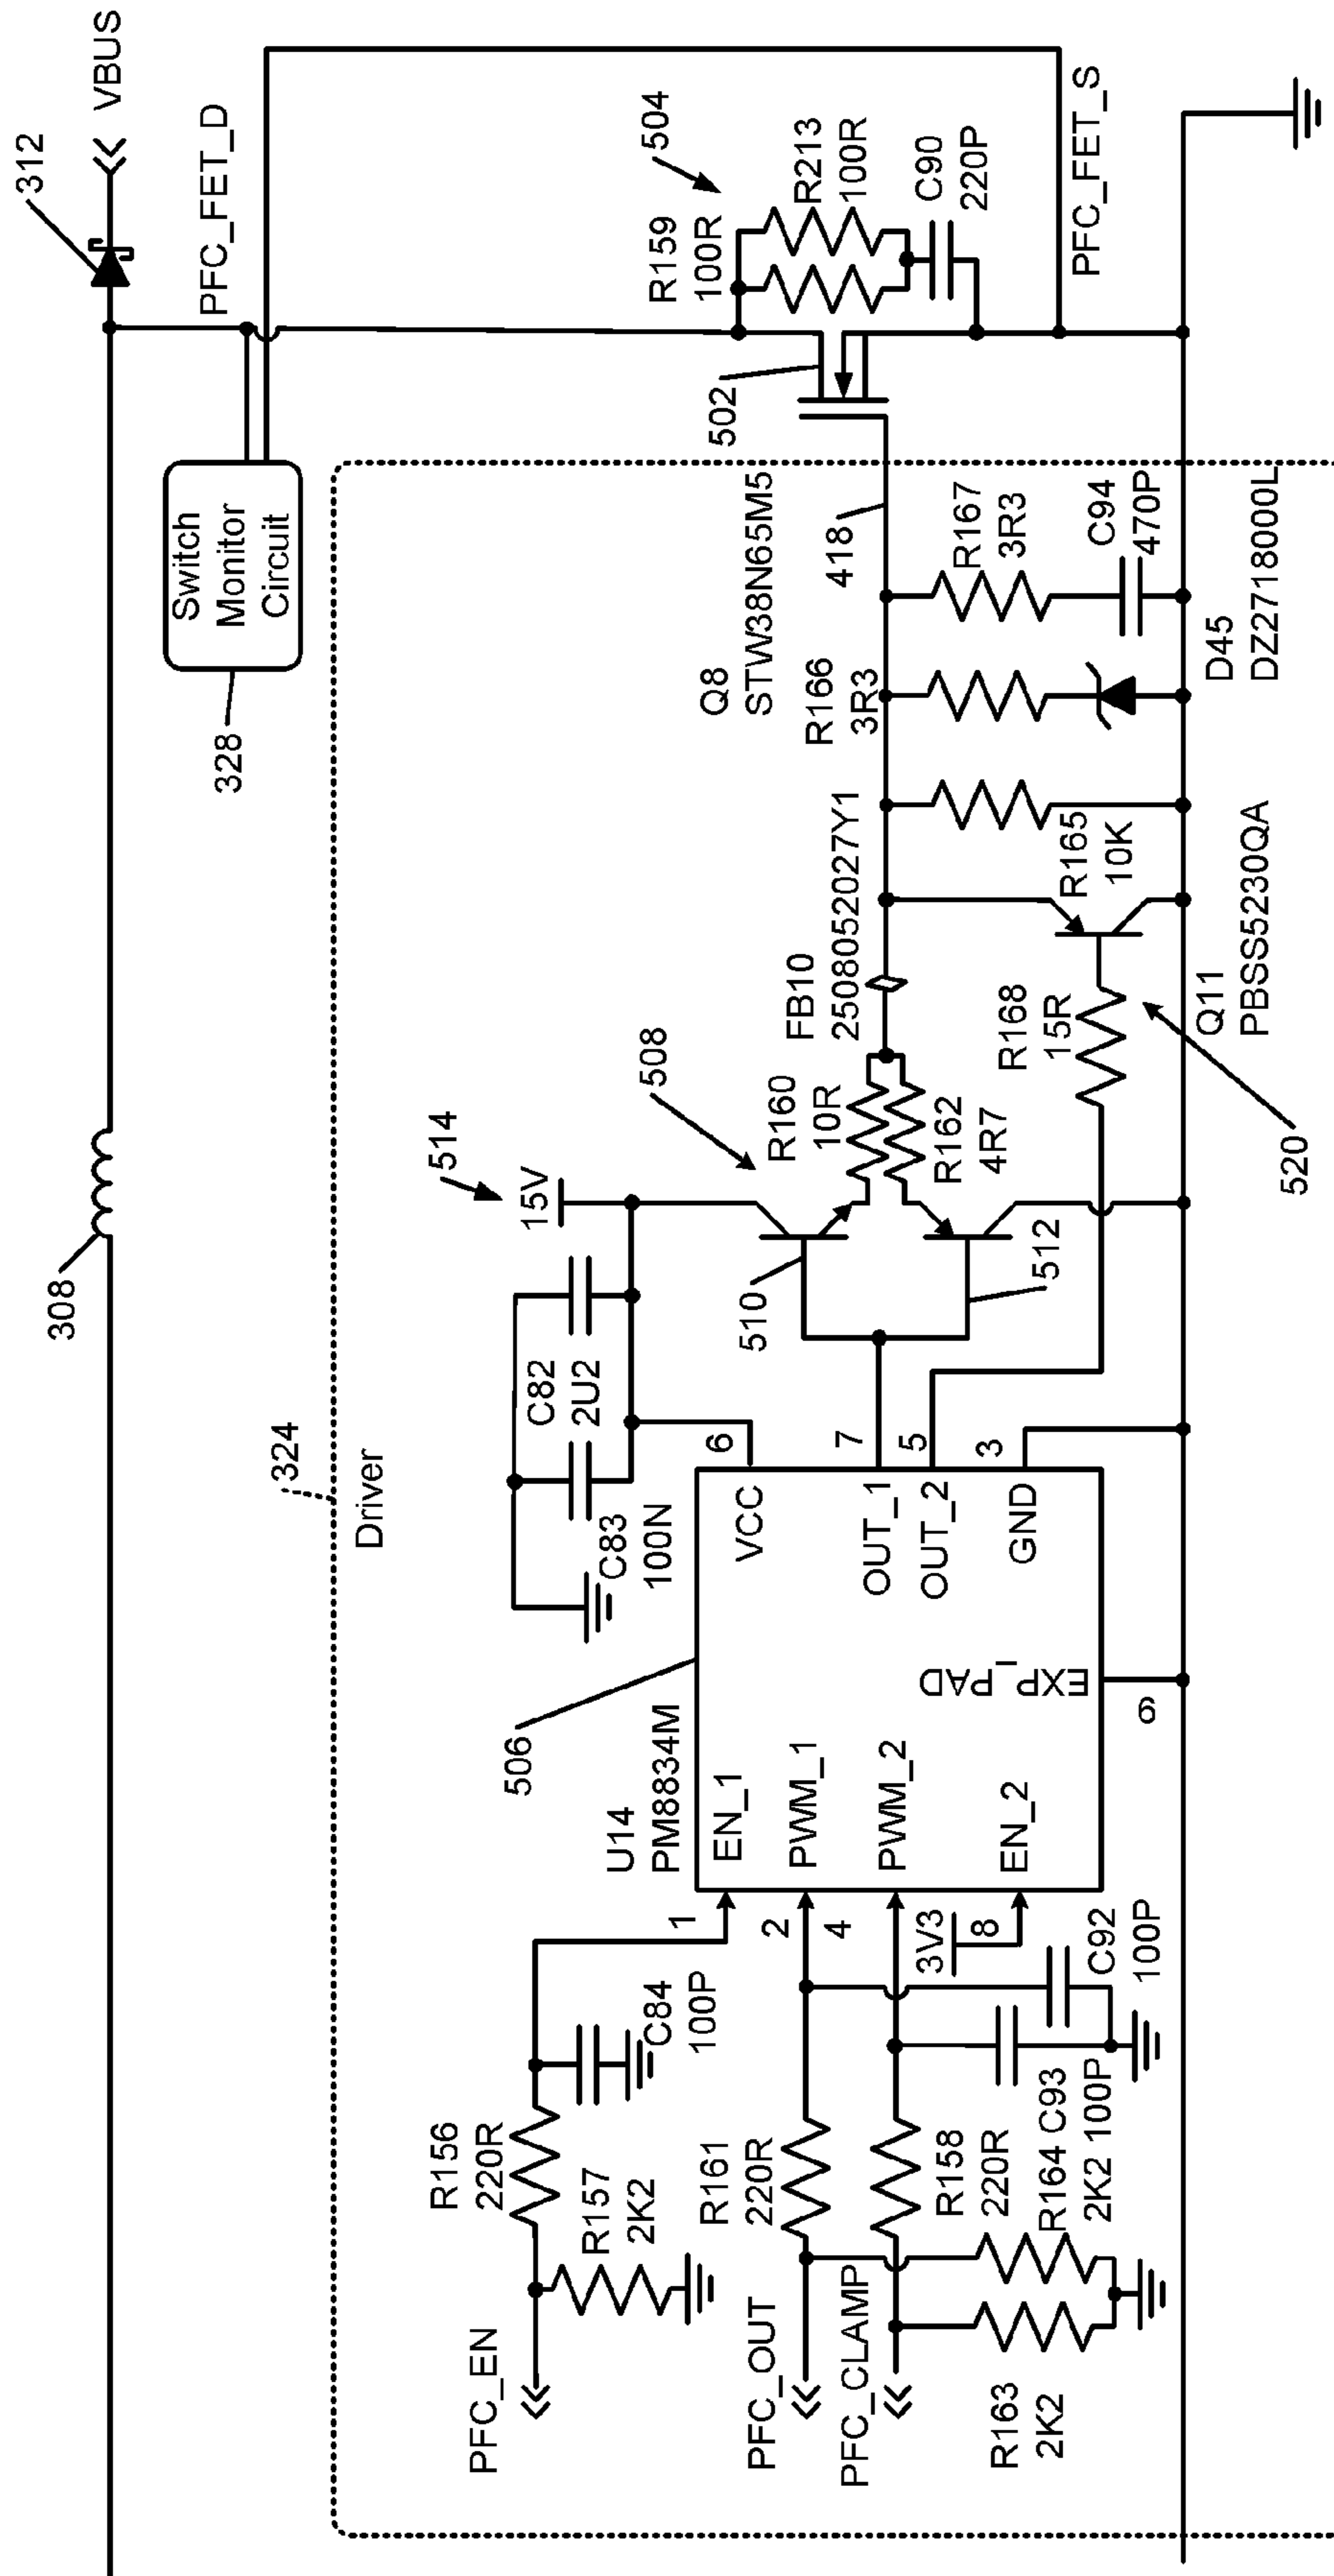 308
312
VBUS
PFC_FET_D
Switch
Monitor
Circuit
328
324
Driver
514
15V
C82
2U2
C83
100N
508
510
512
R160
10R
R162
4R7
FB10
2508052027Y1
Q8
STW38N65M5
R166
3R3
418
R167
3R3
C94
470P
D45
DZ2718000L
R165
10K
R168
15R
Q11
PBSS5230QA
520
502
504
R159
100R
R213
100R
C90
220P
PFC_FET_S
506
U14
PM8834M
EN_1
PWM_1
PWM_2
EN_2
VCC
OUT_1
OUT_2
GND
EXP_PAD
1
2
4
8
6
7
5
3
9
3V3
PFC_EN
R156
220R
R157
2K2
C84
100P
PFC_OUT
R161
220R
PFC_CLAMP
R158
220R
R164
2K2
R163
2K2
C93
100P
C92
100P